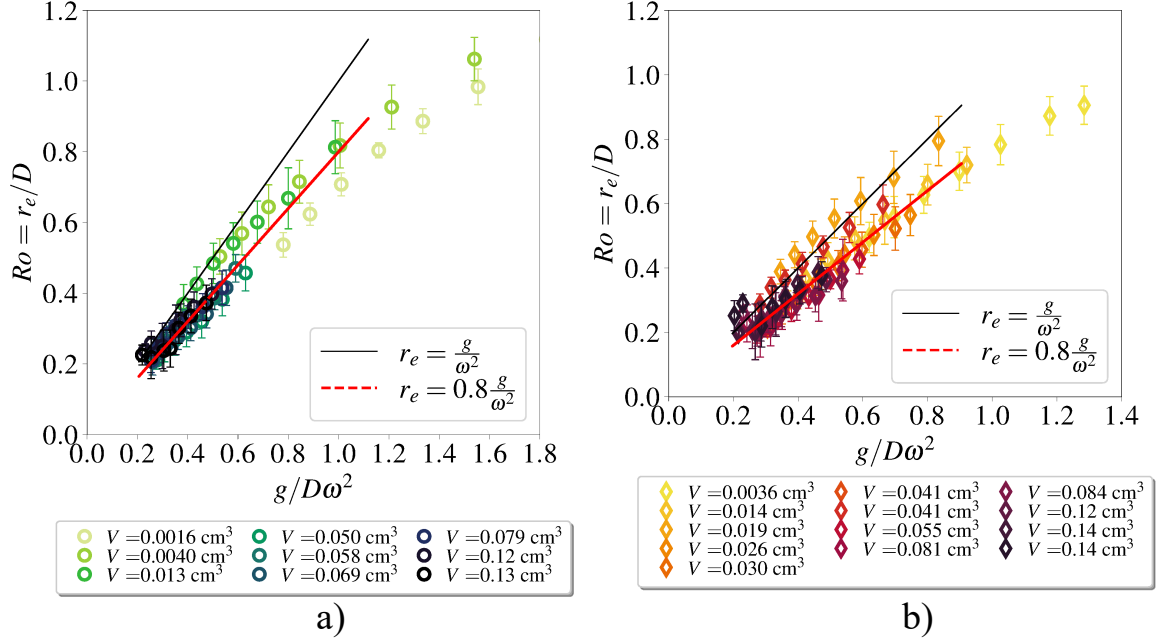 1.2
1.0
0.8
0.6
0.4
0.2
0.0
Ro = r_e/D
r_e = g/ω²
r_e = 0.8 g/ω²
0.0 0.2 0.4 0.6 0.8 1.0 1.2 1.4 1.6 1.8
g/Dω²
V =0.0016 cm³ V =0.050 cm³ V =0.079 cm³
V =0.0040 cm³ V =0.058 cm³ V =0.12 cm³
V =0.013 cm³ V =0.069 cm³ V =0.13 cm³
a)
1.2
1.0
0.8
0.6
0.4
0.2
0.0
Ro = r_e/D
r_e = g/ω²
r_e = 0.8 g/ω²
0.0 0.2 0.4 0.6 0.8 1.0 1.2 1.4
g/Dω²
V =0.0036 cm³ V =0.041 cm³ V =0.084 cm³
V =0.014 cm³ V =0.041 cm³ V =0.12 cm³
V =0.019 cm³ V =0.055 cm³ V =0.14 cm³
V =0.026 cm³ V =0.081 cm³ V =0.14 cm³
V =0.030 cm³
b)